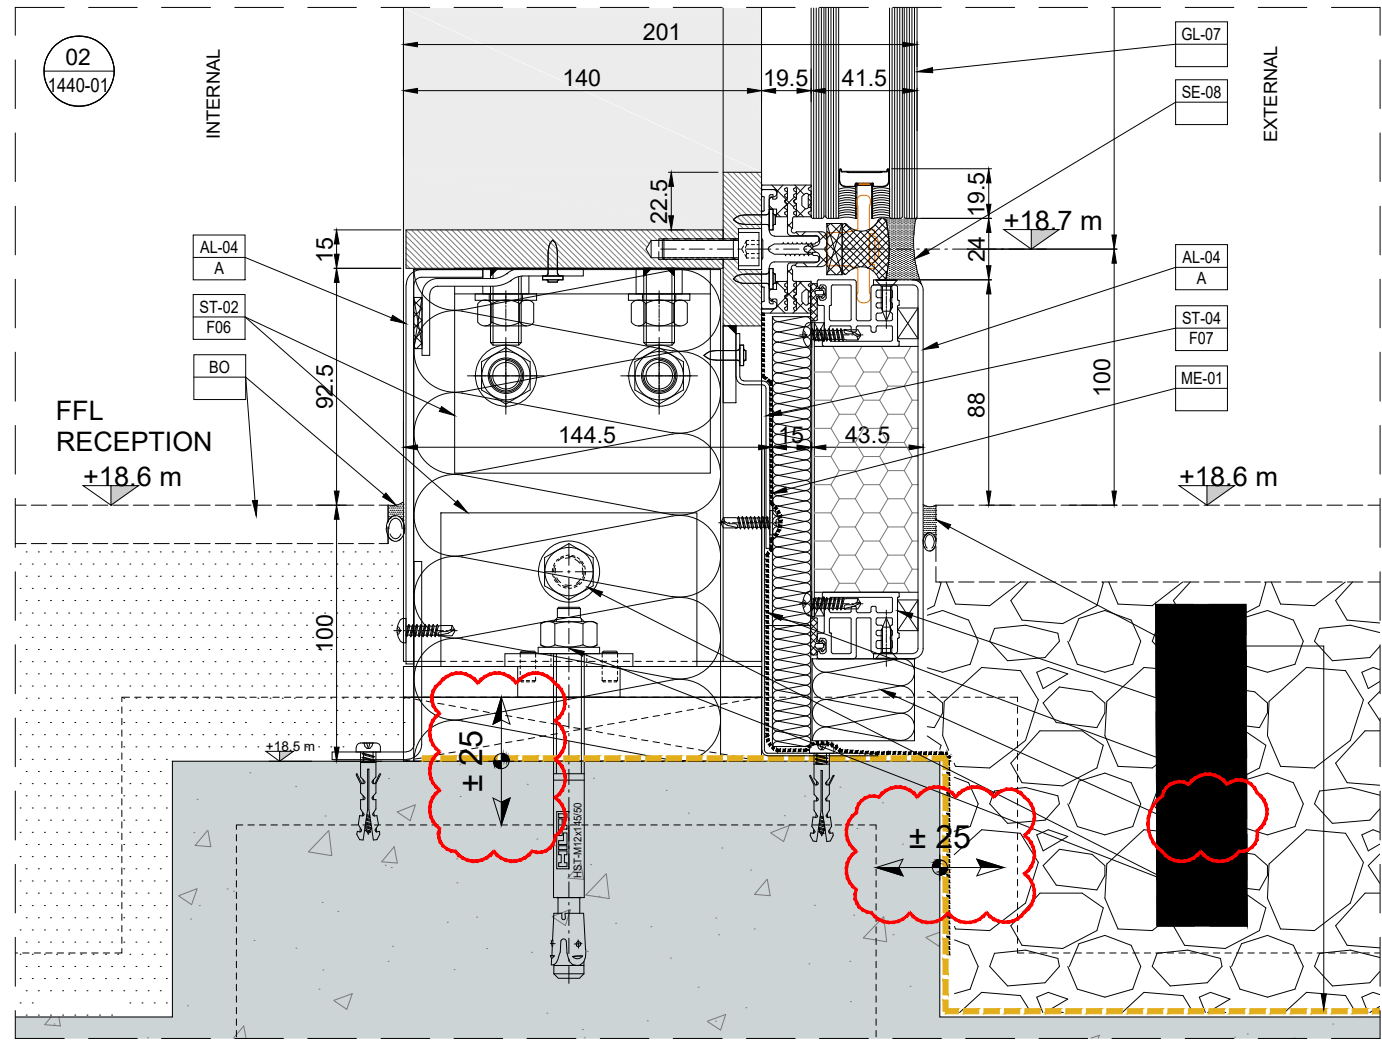 02
1440-01
INTERNAL
201
140
19.5
41.5
GL-07
SE-08
EXTERNAL
22.5
19.5
+18.7 m
24
15
AL-04
A
ST-02
F06
BO
92.5
FFL
RECEPTION
+18.6 m
144.5
15
43.5
88
100
AL-04
A
ST-04
F07
ME-01
+18.6 m
100
+18.5 m
± 25
± 25
HILTI
HST-M12x145/50